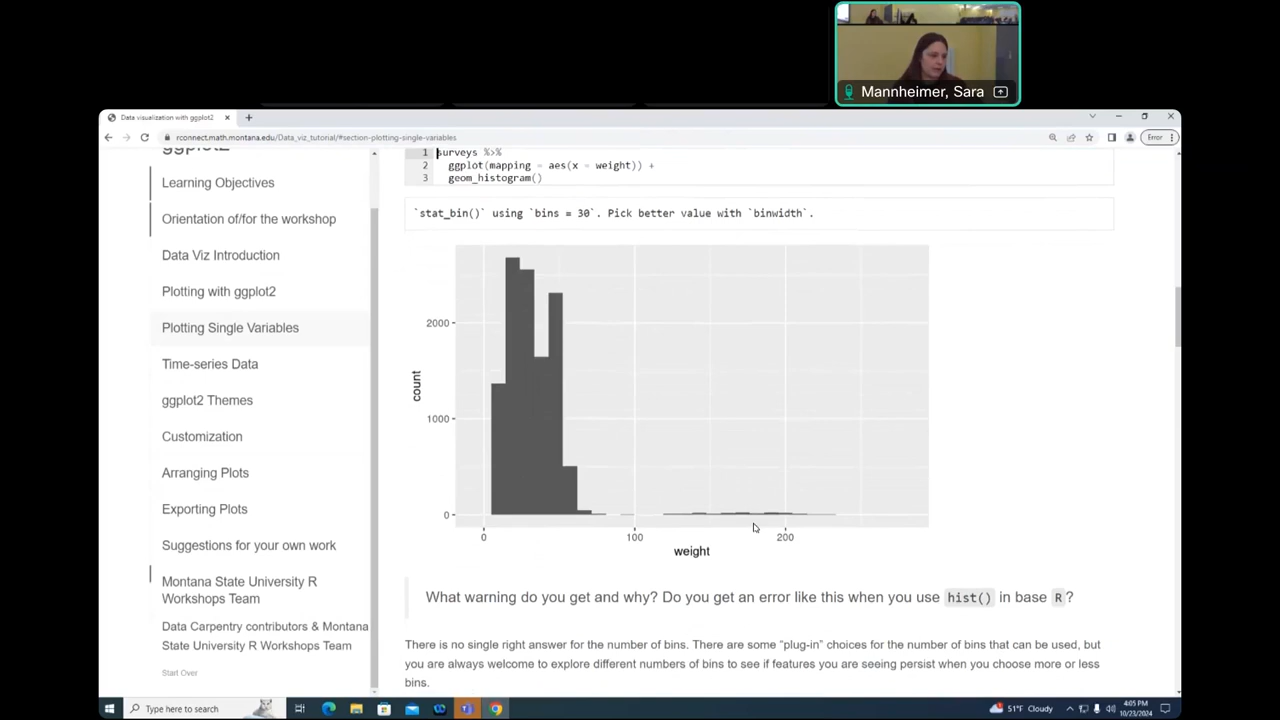 Mannheimer, Sara
Data visualization with ggplot2
rconnect.math.montana.edu/Data_viz_tutorial/#section-plotting-single-variables
Error
ggplot2
Learning Objectives
Orientation of/for the workshop
Data Viz Introduction
Plotting with ggplot2
Plotting Single Variables
Time-series Data
ggplot2 Themes
Customization
Arranging Plots
Exporting Plots
Suggestions for your own work
Montana State University R
Workshops Team
Data Carpentry contributors & Montana
State University R Workshops Team
Start Over
1 surveys %>%
2 ggplot(mapping = aes(x = weight)) +
3 geom_histogram()
`stat_bin()` using `bins = 30`. Pick better value with `binwidth`.
2000
1000
0
count
0 100 200
weight
What warning do you get and why? Do you get an error like this when you use hist() in base R?
There is no single right answer for the number of bins. There are some “plug-in” choices for the number of bins that can be used, but
you are always welcome to explore different numbers of bins to see if features you are seeing persist when you choose more or less
bins.
Type here to search
51°F Cloudy
4:05 PM
10/23/2024